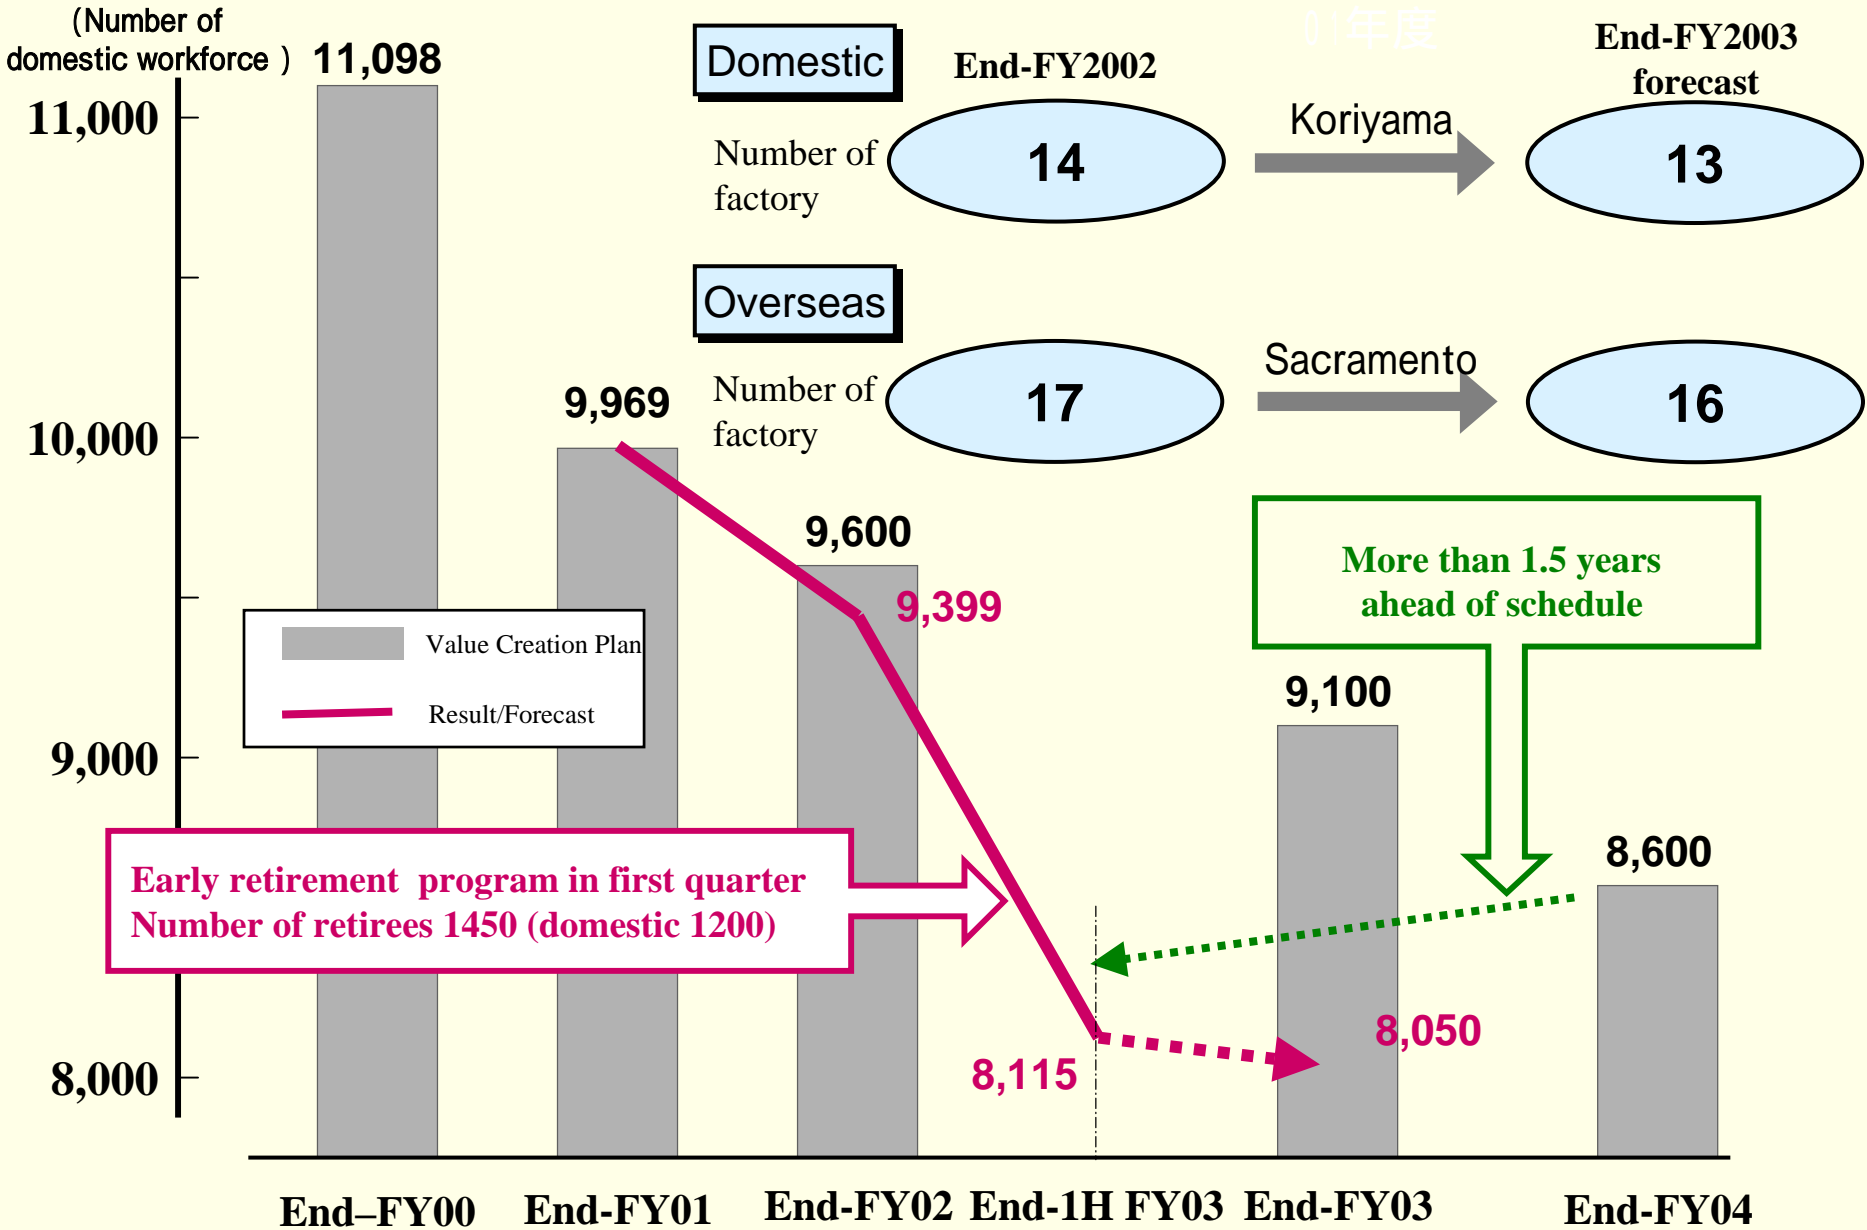 (Number of
domestic workforce )
11,098
01年度
Domestic
End-FY2002
End-FY2003
forecast
Number of
factory
14
Koriyama
13
Overseas
Number of
factory
17
Sacramento
16
11,000
10,000
9,000
8,000
9,969
9,600
9,399
More than 1.5 years
ahead of schedule
Value Creation Plan
Result/Forecast
9,100
8,600
Early retirement program in first quarter
Number of retirees 1450 (domestic 1200)
8,115
8,050
End–FY00
End-FY01
End-FY02
End-1H FY03
End-FY03
End-FY04